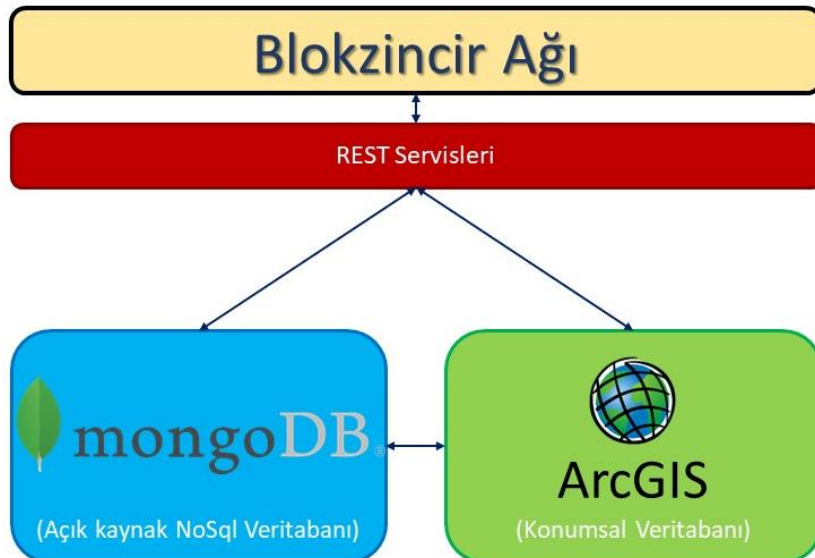 Blokzincir Ağı
REST Servisleri
mongoDB®
(Açık kaynak NoSql Veritabanı)
ArcGIS
(Konumsal Veritabanı)